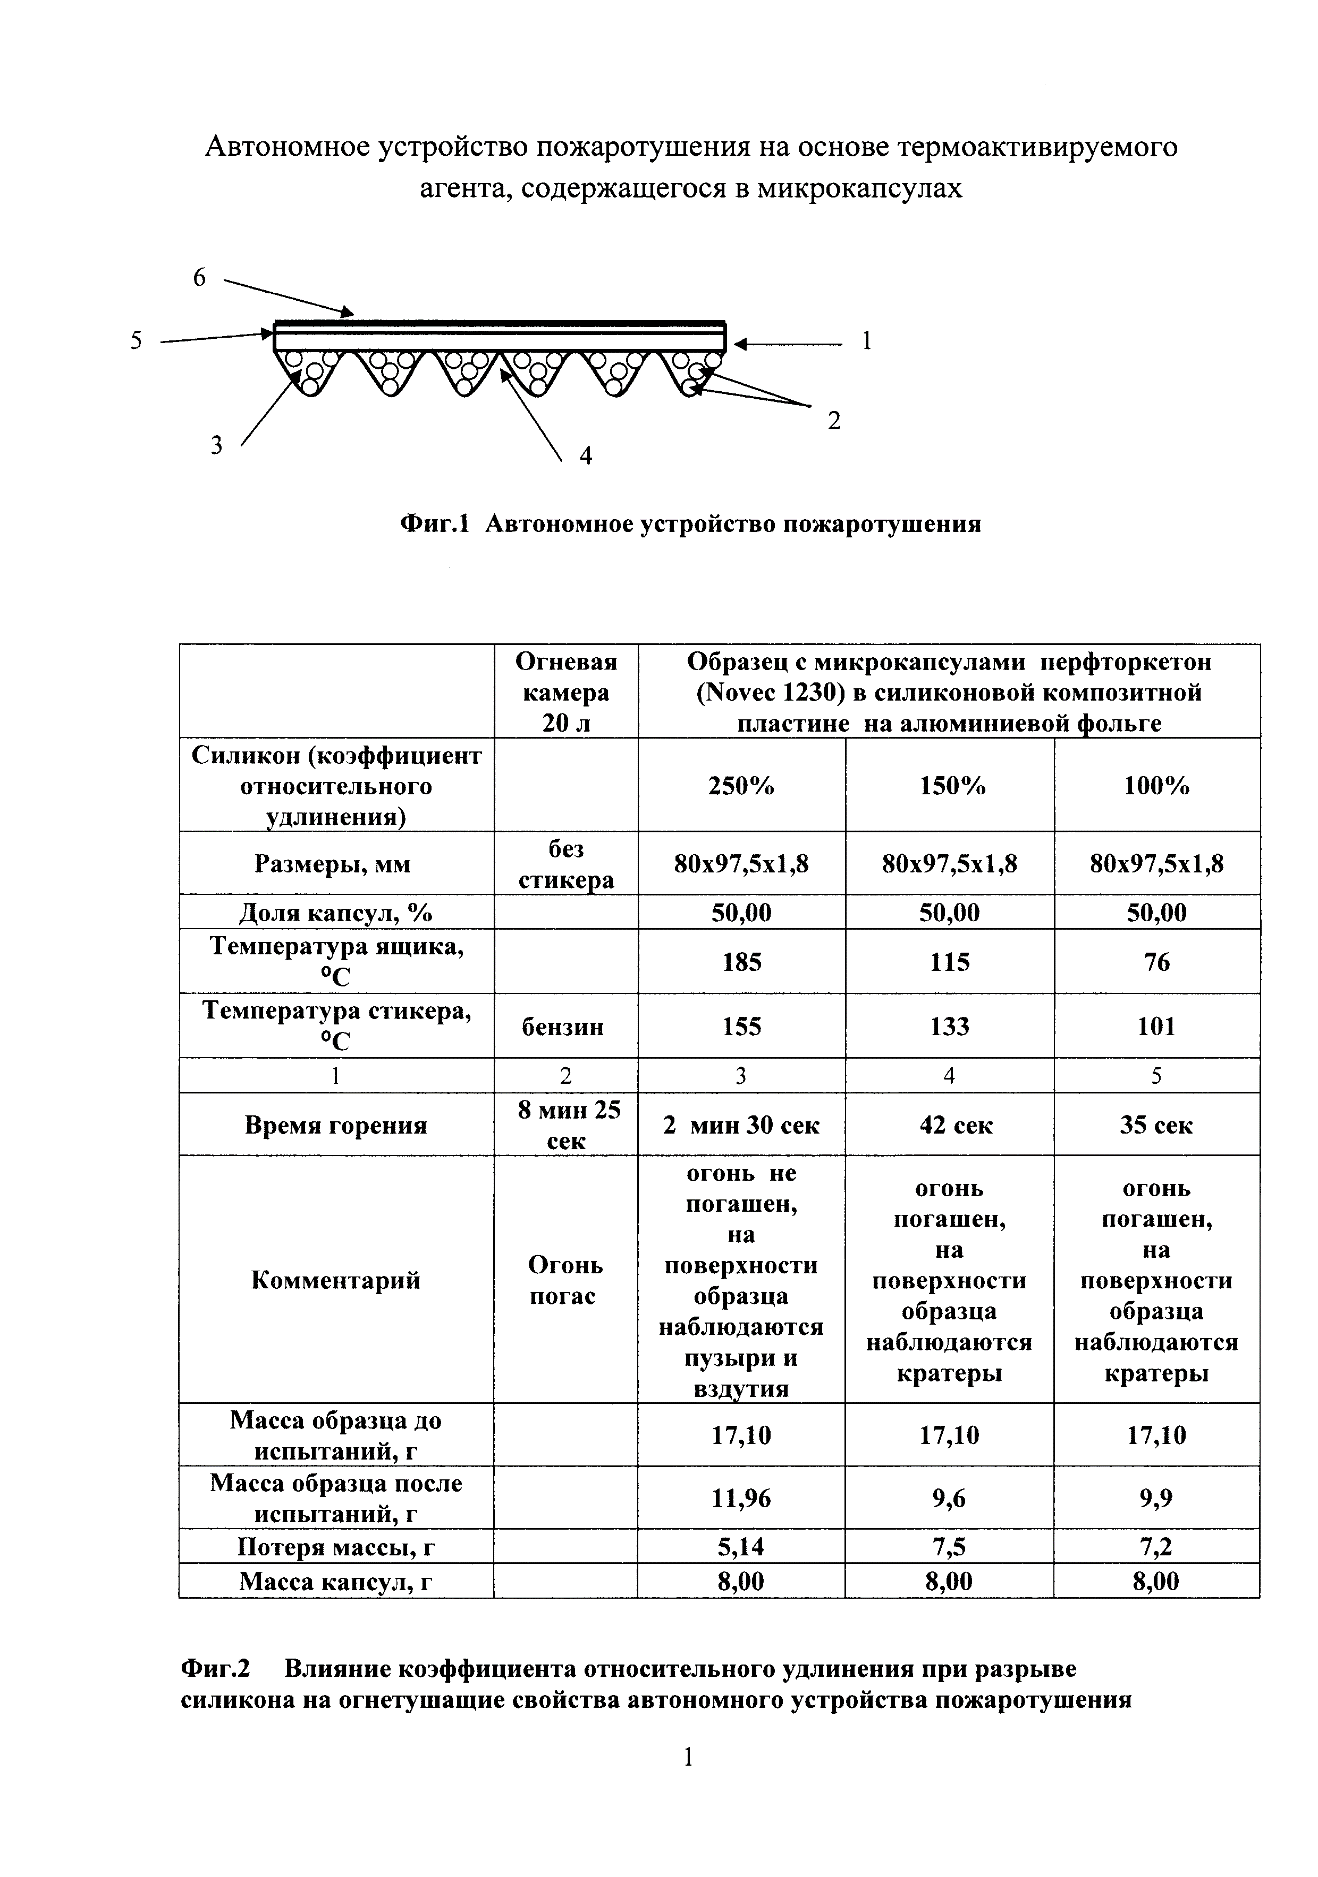 Автономное устройство пожаротушения на основе термоактивируемого
агента, содержащегося в микрокапсулах
6
5
1
2
3
4
Фиг.1 Автономное устройство пожаротушения
Огневая
камера
20 л
Образец с микрокапсулами перфторкетон
(Novec 1230) в силиконовой композитной
пластине на алюминиевой фольге
Силикон (коэффициент
относительного
удлинения)
250%
150%
100%
Размеры, мм
без
стикера
80х97,5х1,8
80х97,5х1,8
80х97,5х1,8
Доля капсул, %
50,00
50,00
50,00
Температура ящика,
⁰С
185
115
76
Температура стикера,
⁰С
бензин
155
133
101
1
2
3
4
5
Время горения
8 мин 25
сек
2 мин 30 сек
42 сек
35 сек
Комментарий
Огонь
погас
огонь не
погашен,
на
поверхности
образца
наблюдаются
пузыри и
вздутия
огонь
погашен,
на
поверхности
образца
наблюдаются
кратеры
огонь
погашен,
на
поверхности
образца
наблюдаются
кратеры
Масса образца до
испытаний, г
17,10
17,10
17,10
Масса образца после
испытаний, г
11,96
9,6
9,9
Потеря массы, г
5,14
7,5
7,2
Масса капсул, г
8,00
8,00
8,00
Фиг.2 Влияние коэффициента относительного удлинения при разрыве
силикона на огнетушащие свойства автономного устройства пожаротушения
1